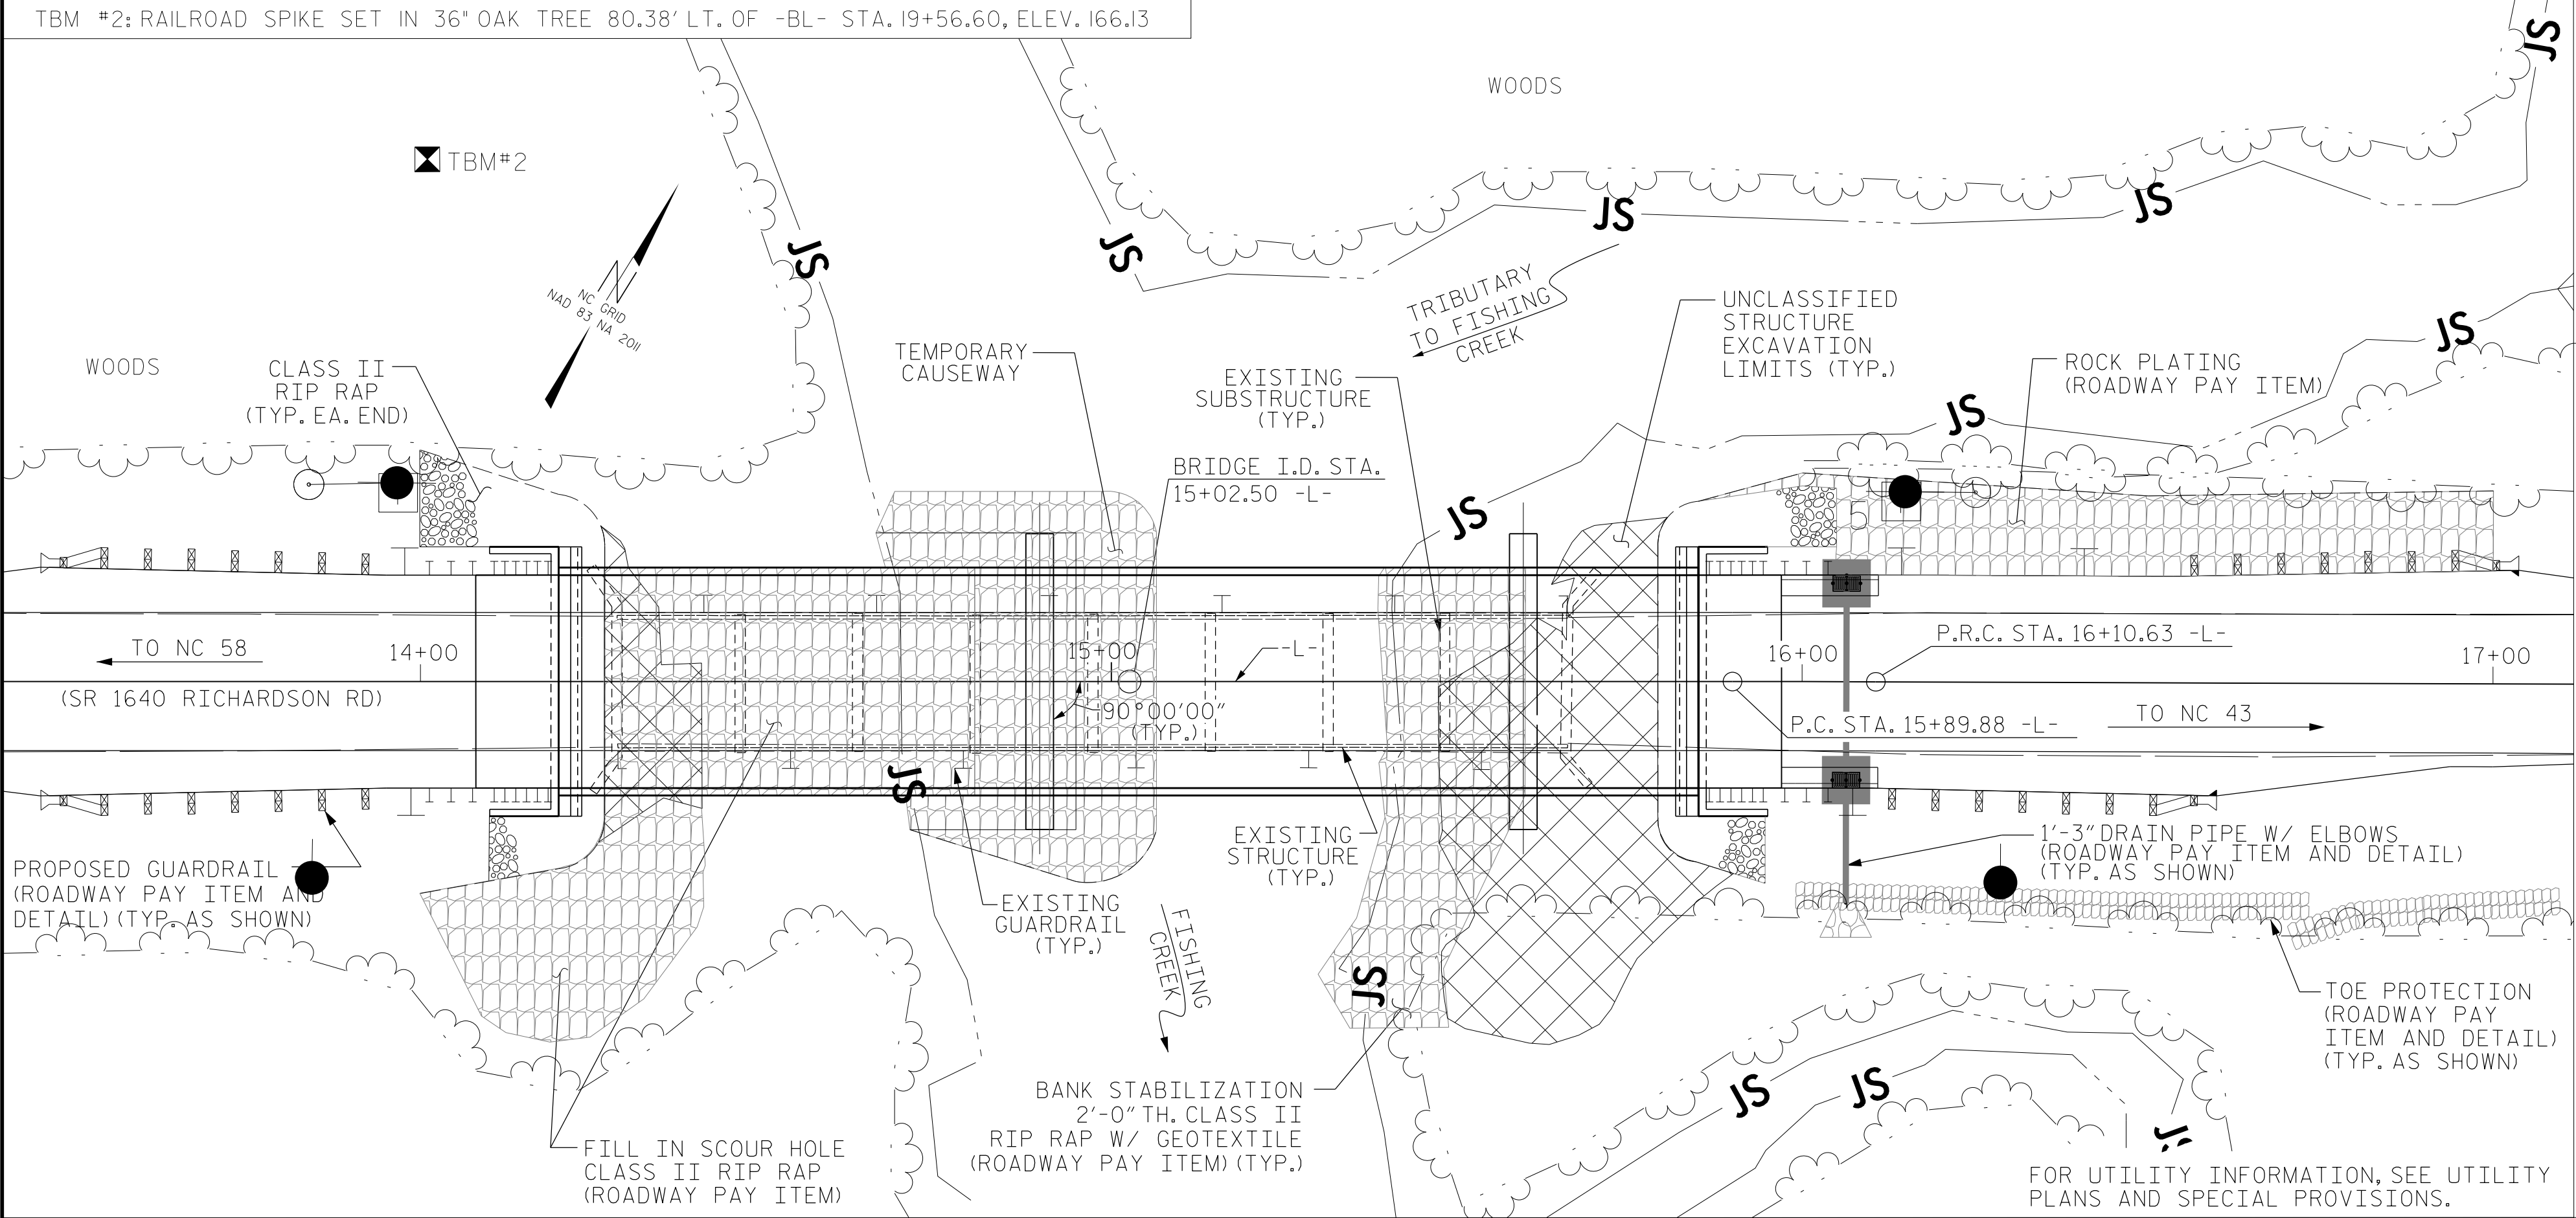 TBM #2: RAILROAD SPIKE SET IN 36" OAK TREE 80.38' LT. OF -BL- STA. 19+56.60, ELEV. 166.13
WOODS
TBM#2
JS
JS
JS
JS
JS
N
NC GRID
NAD 83 NA 2011
TRIBUTARY
TO FISHING
CREEK
UNCLASSIFIED
STRUCTURE
EXCAVATION
LIMITS (TYP.)
JS
WOODS
CLASS II
RIP RAP
(TYP. EA. END)
TEMPORARY
CAUSEWAY
EXISTING
SUBSTRUCTURE
(TYP.)
ROCK PLATING
(ROADWAY PAY ITEM)
JS
BRIDGE I.D. STA.
15+02.50 -L-
JS
5
TO NC 58
14+00
15+00
-L-
16+00
P.R.C. STA. 16+10.63 -L-
17+00
(SR 1640 RICHARDSON RD)
90°00'00"
(TYP.)
P.C. STA. 15+89.88 -L-
TO NC 43
JS
PROPOSED GUARDRAIL
(ROADWAY PAY ITEM AND
DETAIL) (TYP. AS SHOWN)
EXISTING
GUARDRAIL
(TYP.)
EXISTING
STRUCTURE
(TYP.)
1'-3" DRAIN PIPE W/ ELBOWS
(ROADWAY PAY ITEM AND DETAIL)
(TYP. AS SHOWN)
FISHING
CREEK
JS
TOE PROTECTION
(ROADWAY PAY
ITEM AND DETAIL)
(TYP. AS SHOWN)
BANK STABILIZATION
2'-0" TH. CLASS II
RIP RAP W/ GEOTEXTILE
(ROADWAY PAY ITEM) (TYP.)
JS
JS
FILL IN SCOUR HOLE
CLASS II RIP RAP
(ROADWAY PAY ITEM)
FOR UTILITY INFORMATION, SEE UTILITY
PLANS AND SPECIAL PROVISIONS.